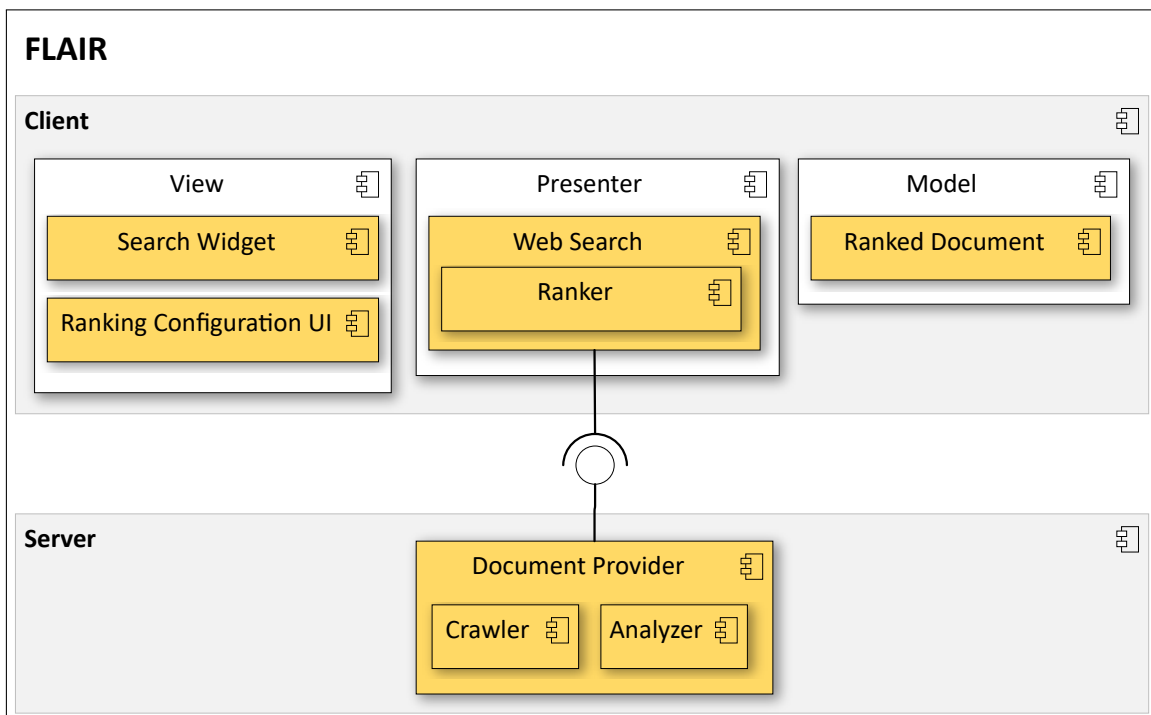 FLAIR
Client
View
Search Widget
Ranking Configuration UI
Presenter
Web Search
Ranker
Model
Ranked Document
Server
Document Provider
Crawler
Analyzer